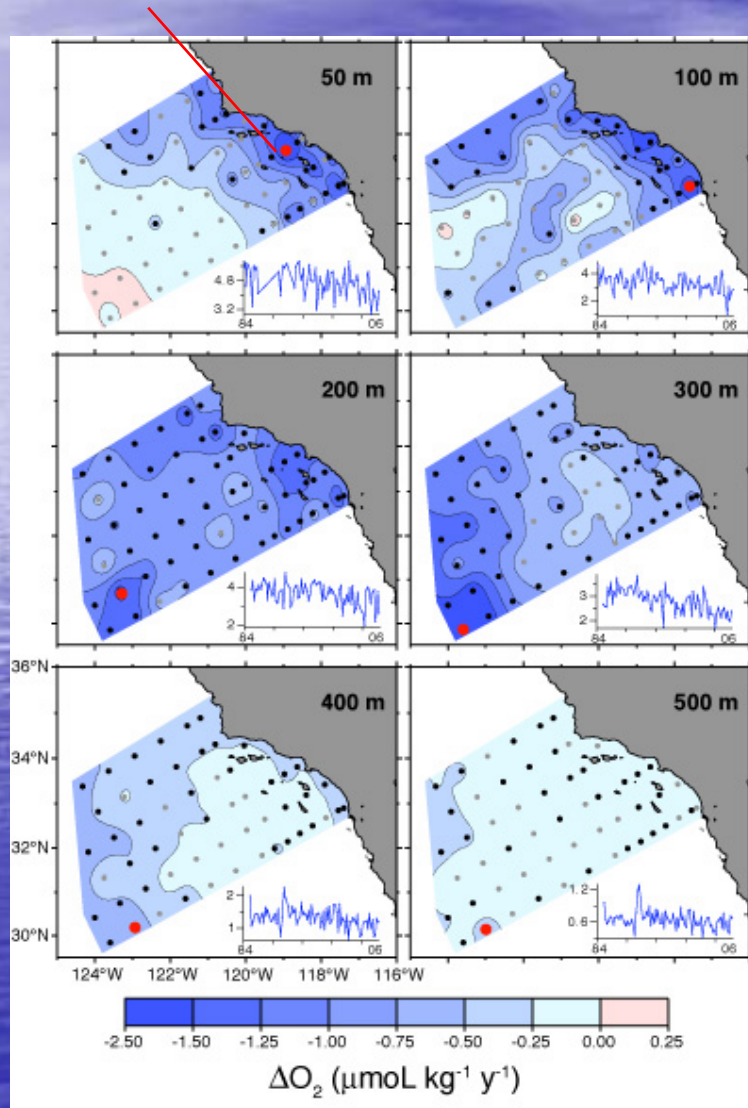 50 m
100 m
4.8
3.2
84
06
4
2
84
06
200 m
300 m
4
2
84
06
3
2
84
06
36°N
34°N
32°N
30°N
400 m
500 m
2
1
84
06
1.2
0.6
84
06
124°W 122°W 120°W 118°W 116°W
-2.50 -1.50 -1.25 -1.00 -0.75 -0.50 -0.25 0.00 0.25
ΔO₂ (μmoL kg⁻¹ y⁻¹)